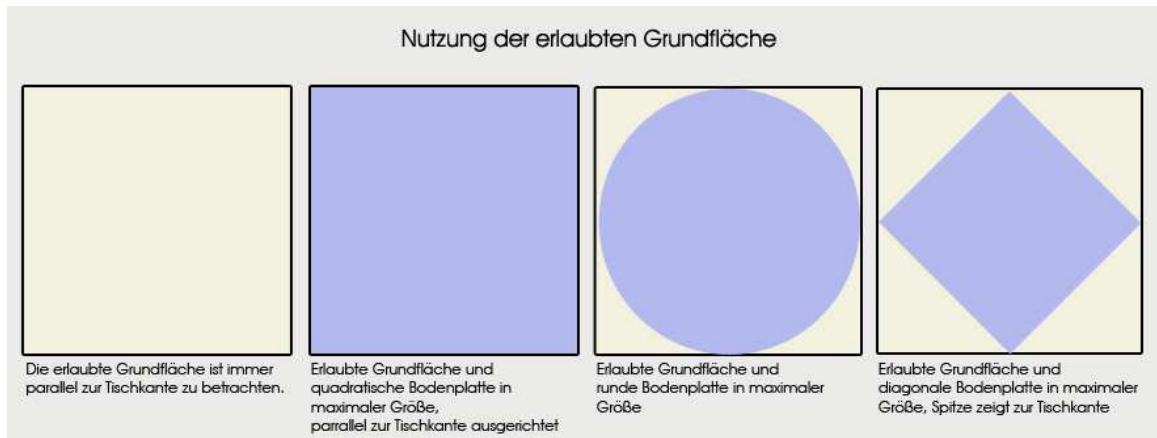 Nutzung der erlaubten Grundfläche
Die erlaubte Grundfläche ist immer
parallel zur Tischkante zu betrachten.
Erlaubte Grundfläche und
quadratische Bodenplatte in
maximaler Größe,
parrallel zur Tischkante ausgerichtet
Erlaubte Grundfläche und
runde Bodenplatte in maximaler
Größe
Erlaubte Grundfläche und
diagonale Bodenplatte in maximaler
Größe, Spitze zeigt zur Tischkante